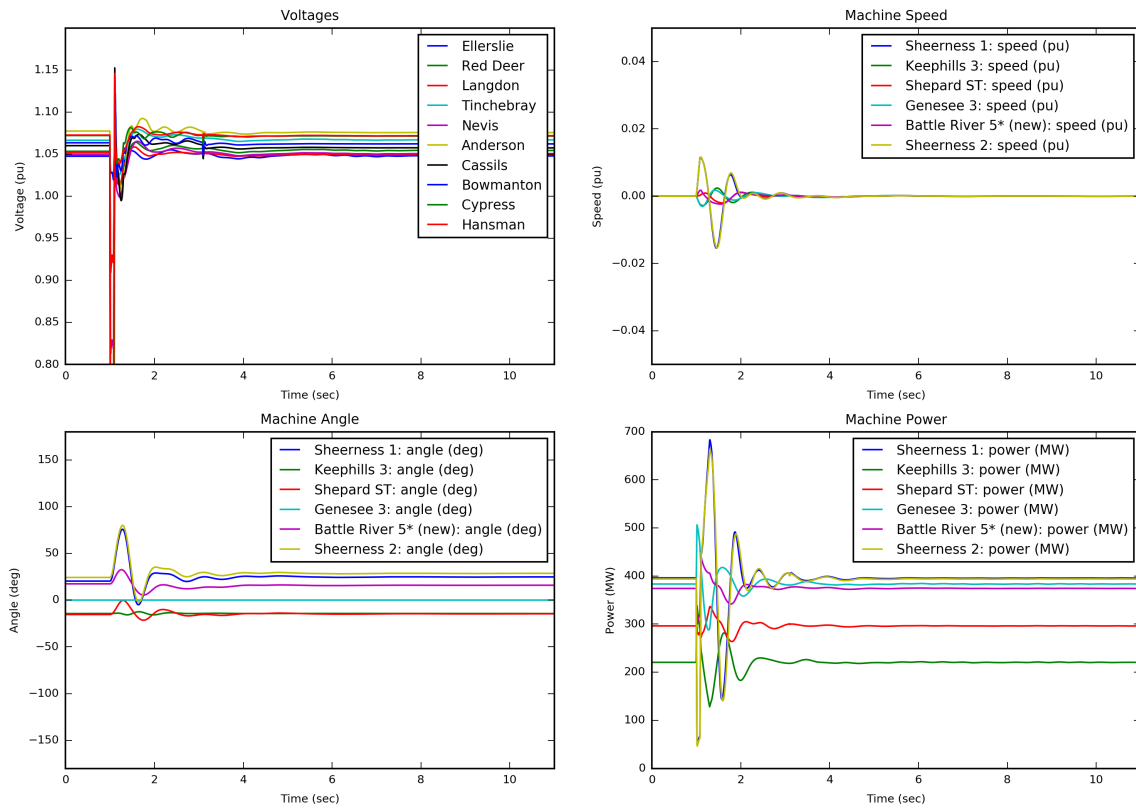 Voltages
Voltage (pu)
1.15
1.10
1.05
1.00
0.95
0.90
0.85
0.80
0 2 4 6 8 10
Time (sec)
Ellerslie
Red Deer
Langdon
Tinchebray
Nevis
Anderson
Cassils
Bowmanton
Cypress
Hansman
Machine Speed
Speed (pu)
0.04
0.02
0.00
−0.02
−0.04
0 2 4 6 8 10
Time (sec)
Sheerness 1: speed (pu)
Keephills 3: speed (pu)
Shepard ST: speed (pu)
Genesee 3: speed (pu)
Battle River 5* (new): speed (pu)
Sheerness 2: speed (pu)
Machine Angle
Angle (deg)
150
100
50
0
−50
−100
−150
0 2 4 6 8 10
Time (sec)
Sheerness 1: angle (deg)
Keephills 3: angle (deg)
Shepard ST: angle (deg)
Genesee 3: angle (deg)
Battle River 5* (new): angle (deg)
Sheerness 2: angle (deg)
Machine Power
Power (MW)
700
600
500
400
300
200
100
0
0 2 4 6 8 10
Time (sec)
Sheerness 1: power (MW)
Keephills 3: power (MW)
Shepard ST: power (MW)
Genesee 3: power (MW)
Battle River 5* (new): power (MW)
Sheerness 2: power (MW)